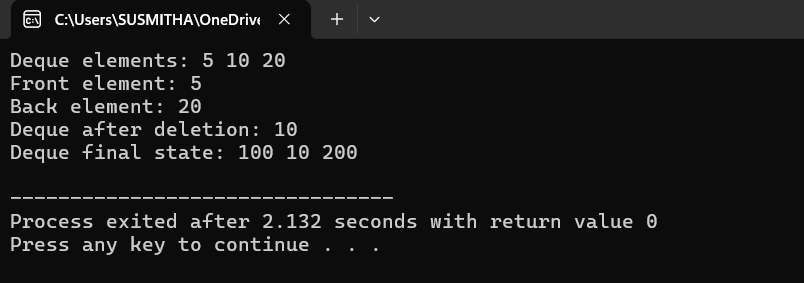 C:\Users\SUSMITHA\OneDrive
Deque elements: 5 10 20
Front element: 5
Back element: 20
Deque after deletion: 10
Deque final state: 100 10 200
--------------------------------
Process exited after 2.132 seconds with return value 0
Press any key to continue . . .